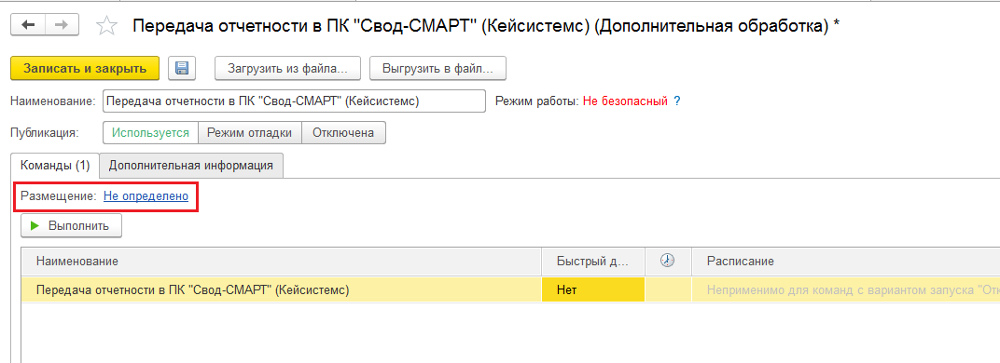 Передача отчетности в ПК "Свод-СМАРТ" (Кейсистемс) (Дополнительная обработка) *
Записать и закрыть Загрузить из файла... Выгрузить в файл...
Наименование: Передача отчетности в ПК "Свод-СМАРТ" (Кейсистемс) Режим работы: Не безопасный ?
Публикация: Используется Режим отладки Отключена
Команды (1) Дополнительная информация
Размещение: Не определено
Выполнить
Наименование Быстрый д... Расписание
Передача отчетности в ПК "Свод-СМАРТ" (Кейсистемс) Нет Неприменимо для команд с вариантом запуска "От